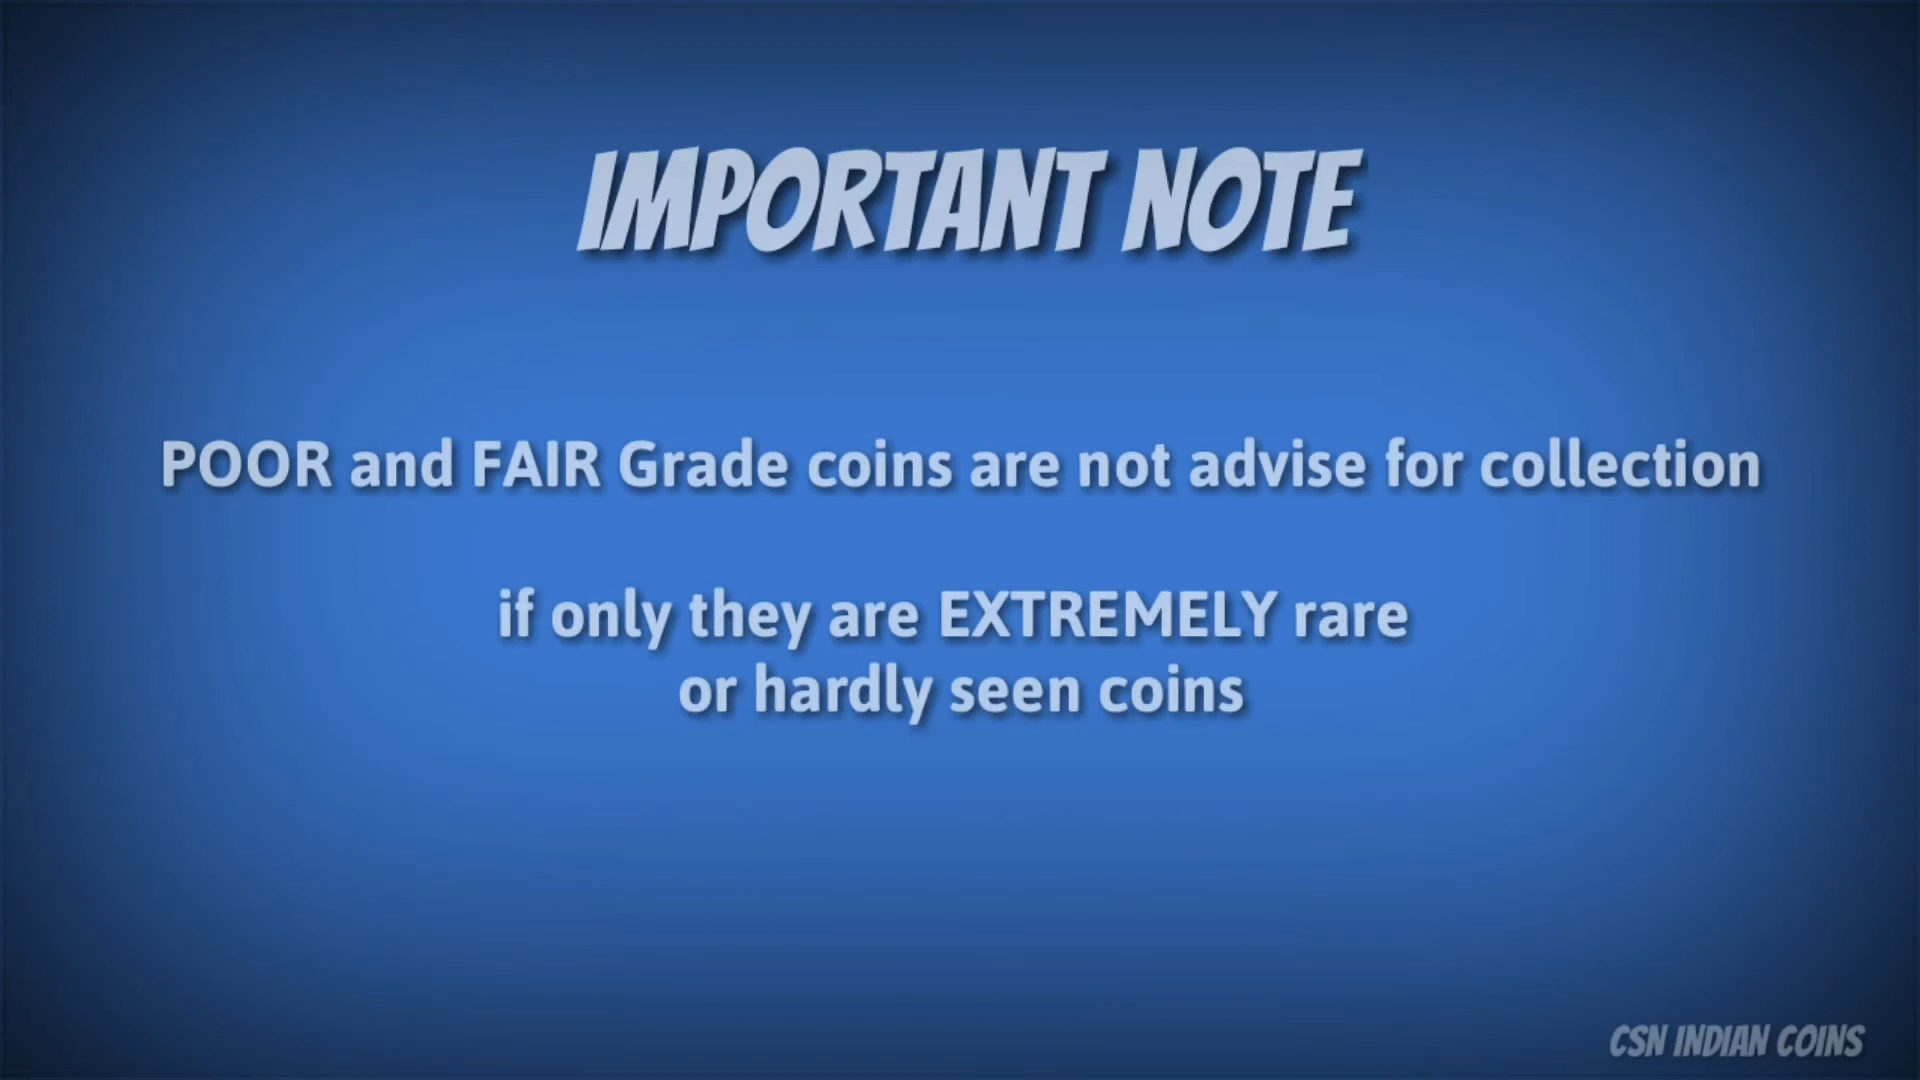 IMPORTANT NOTE
POOR and FAIR Grade coins are not advise for collection
if only they are EXTREMELY rare
or hardly seen coins
CSN INDIAN COINS